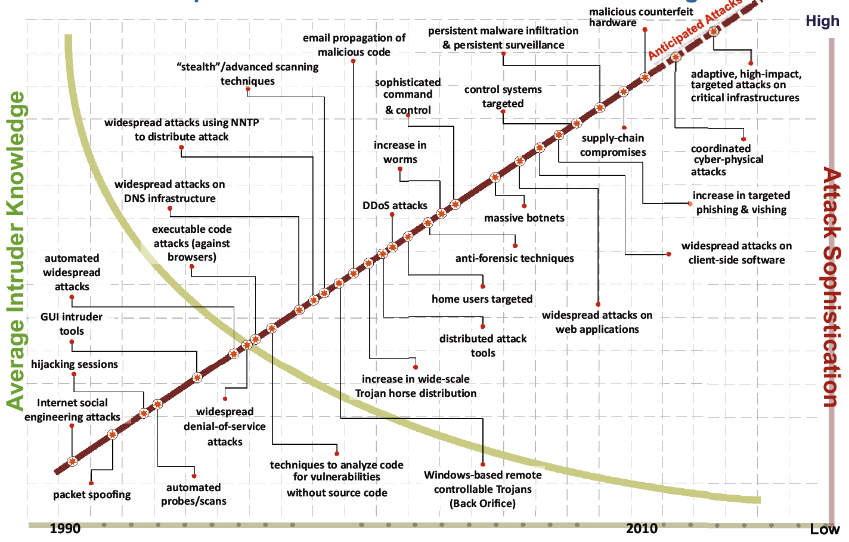 High
Anticipated Attacks
malicious counterfeit
hardware
persistent malware infiltration
& persistent surveillance
email propagation of
malicious code
"stealth"/advanced scanning
techniques
sophisticated
command
& control
control systems
targeted
adaptive, high-impact,
targeted attacks on
critical infrastructures
widespread attacks using NNTP
to distribute attack
supply-chain
compromises
coordinated
cyber-physical
attacks
increase in
worms
widespread attacks on
DNS infrastructure
DDoS attacks
massive botnets
increase in targeted
phishing & vishing
executable code
attacks (against
browsers)
anti-forensic techniques
widespread attacks on
client-side software
automated
widespread
attacks
home users targeted
widespread attacks on
web applications
GUI intruder
tools
distributed attack
tools
hijacking sessions
increase in wide-scale
Trojan horse distribution
Internet social
engineering attacks
widespread
denial-of-service
attacks
techniques to analyze code
for vulnerabilities
without source code
Windows-based remote
controllable Trojans
(Back Orifice)
packet spoofing
automated
probes/scans
Average Intruder Knowledge
Attack Sophistication
1990
2010
Low